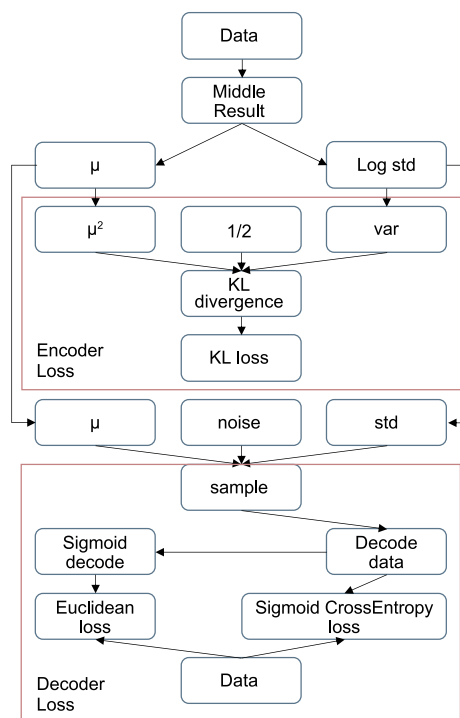 Data
Middle
Result
μ
Log std
μ²
1/2
var
KL
divergence
KL loss
Encoder
Loss
μ
noise
std
sample
Sigmoid
decode
Decode
data
Euclidean
loss
Sigmoid CrossEntropy
loss
Data
Decoder
Loss